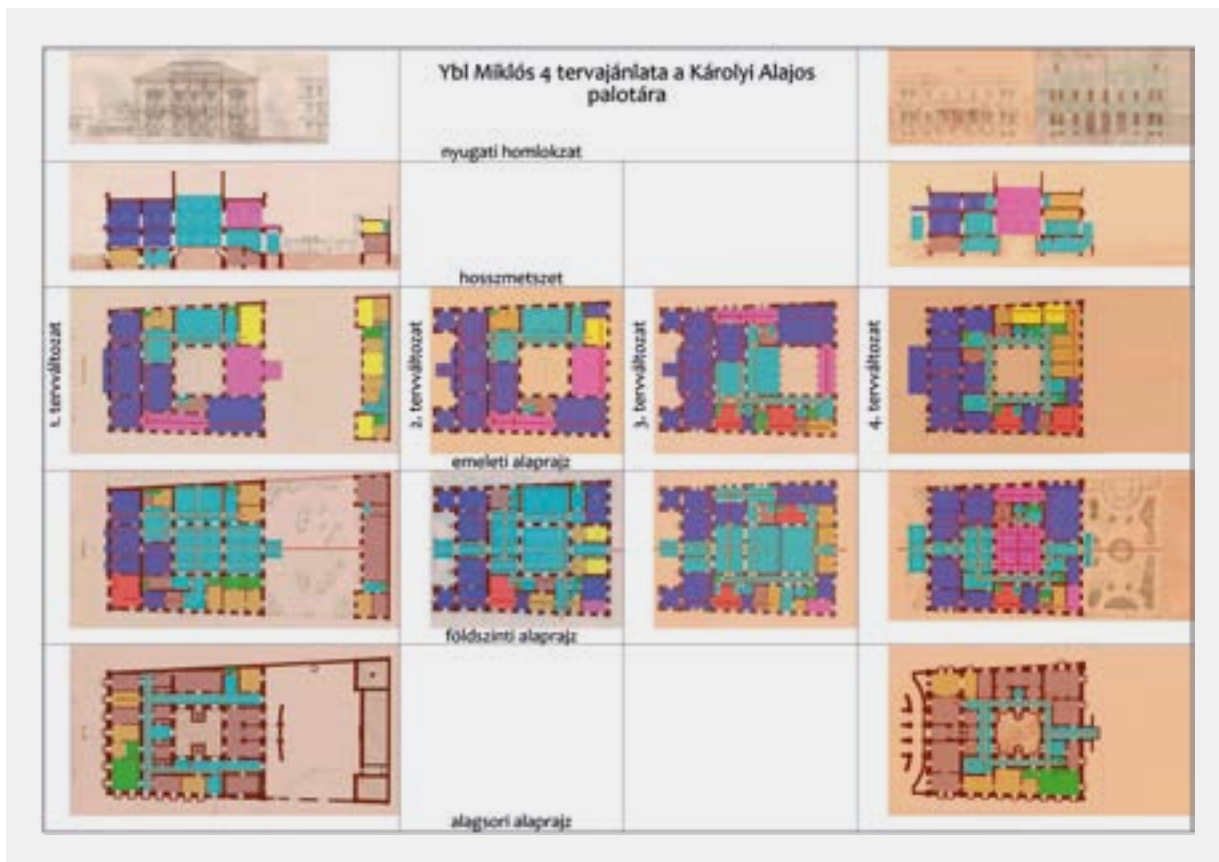 Ybl Miklós 4 tervajánlata a Károlyi Alajos
palotára
nyugati homlokzat
hosszmetszet
1. tervváltozat
2. tervváltozat
3. tervváltozat
4. tervváltozat
emeleti alaprajz
földszinti alaprajz
alagsori alaprajz